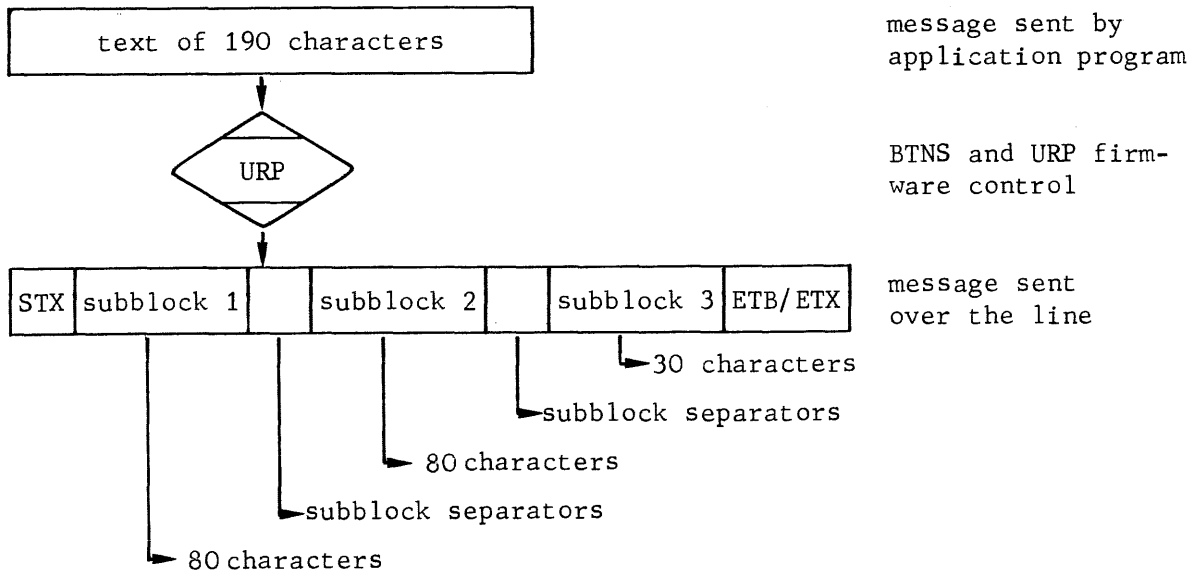 text of 190 characters
message sent by
application program
URP
BTNS and URP firm-
ware control
STX subblock 1 subblock 2 subblock 3 ETB/ETX
message sent
over the line
30 characters
subblock separators
80 characters
subblock separators
80 characters